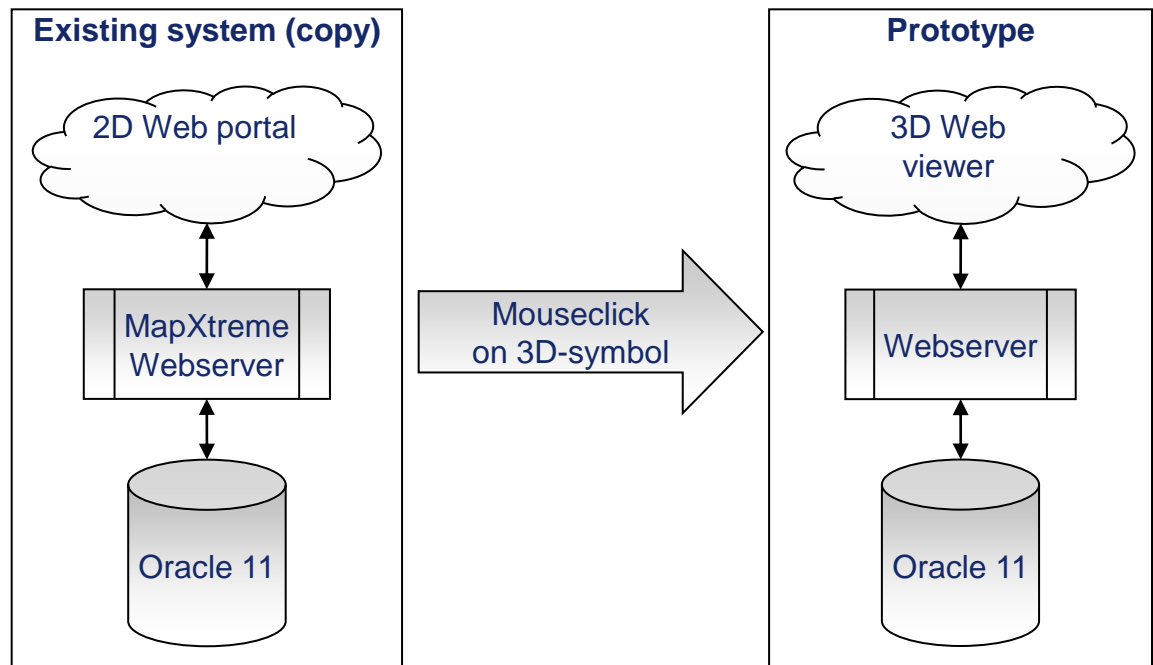 Existing system (copy)
2D Web portal
MapXtreme
Webserver
Oracle 11
Mouseclick
on 3D-symbol
Prototype
3D Web
viewer
Webserver
Oracle 11